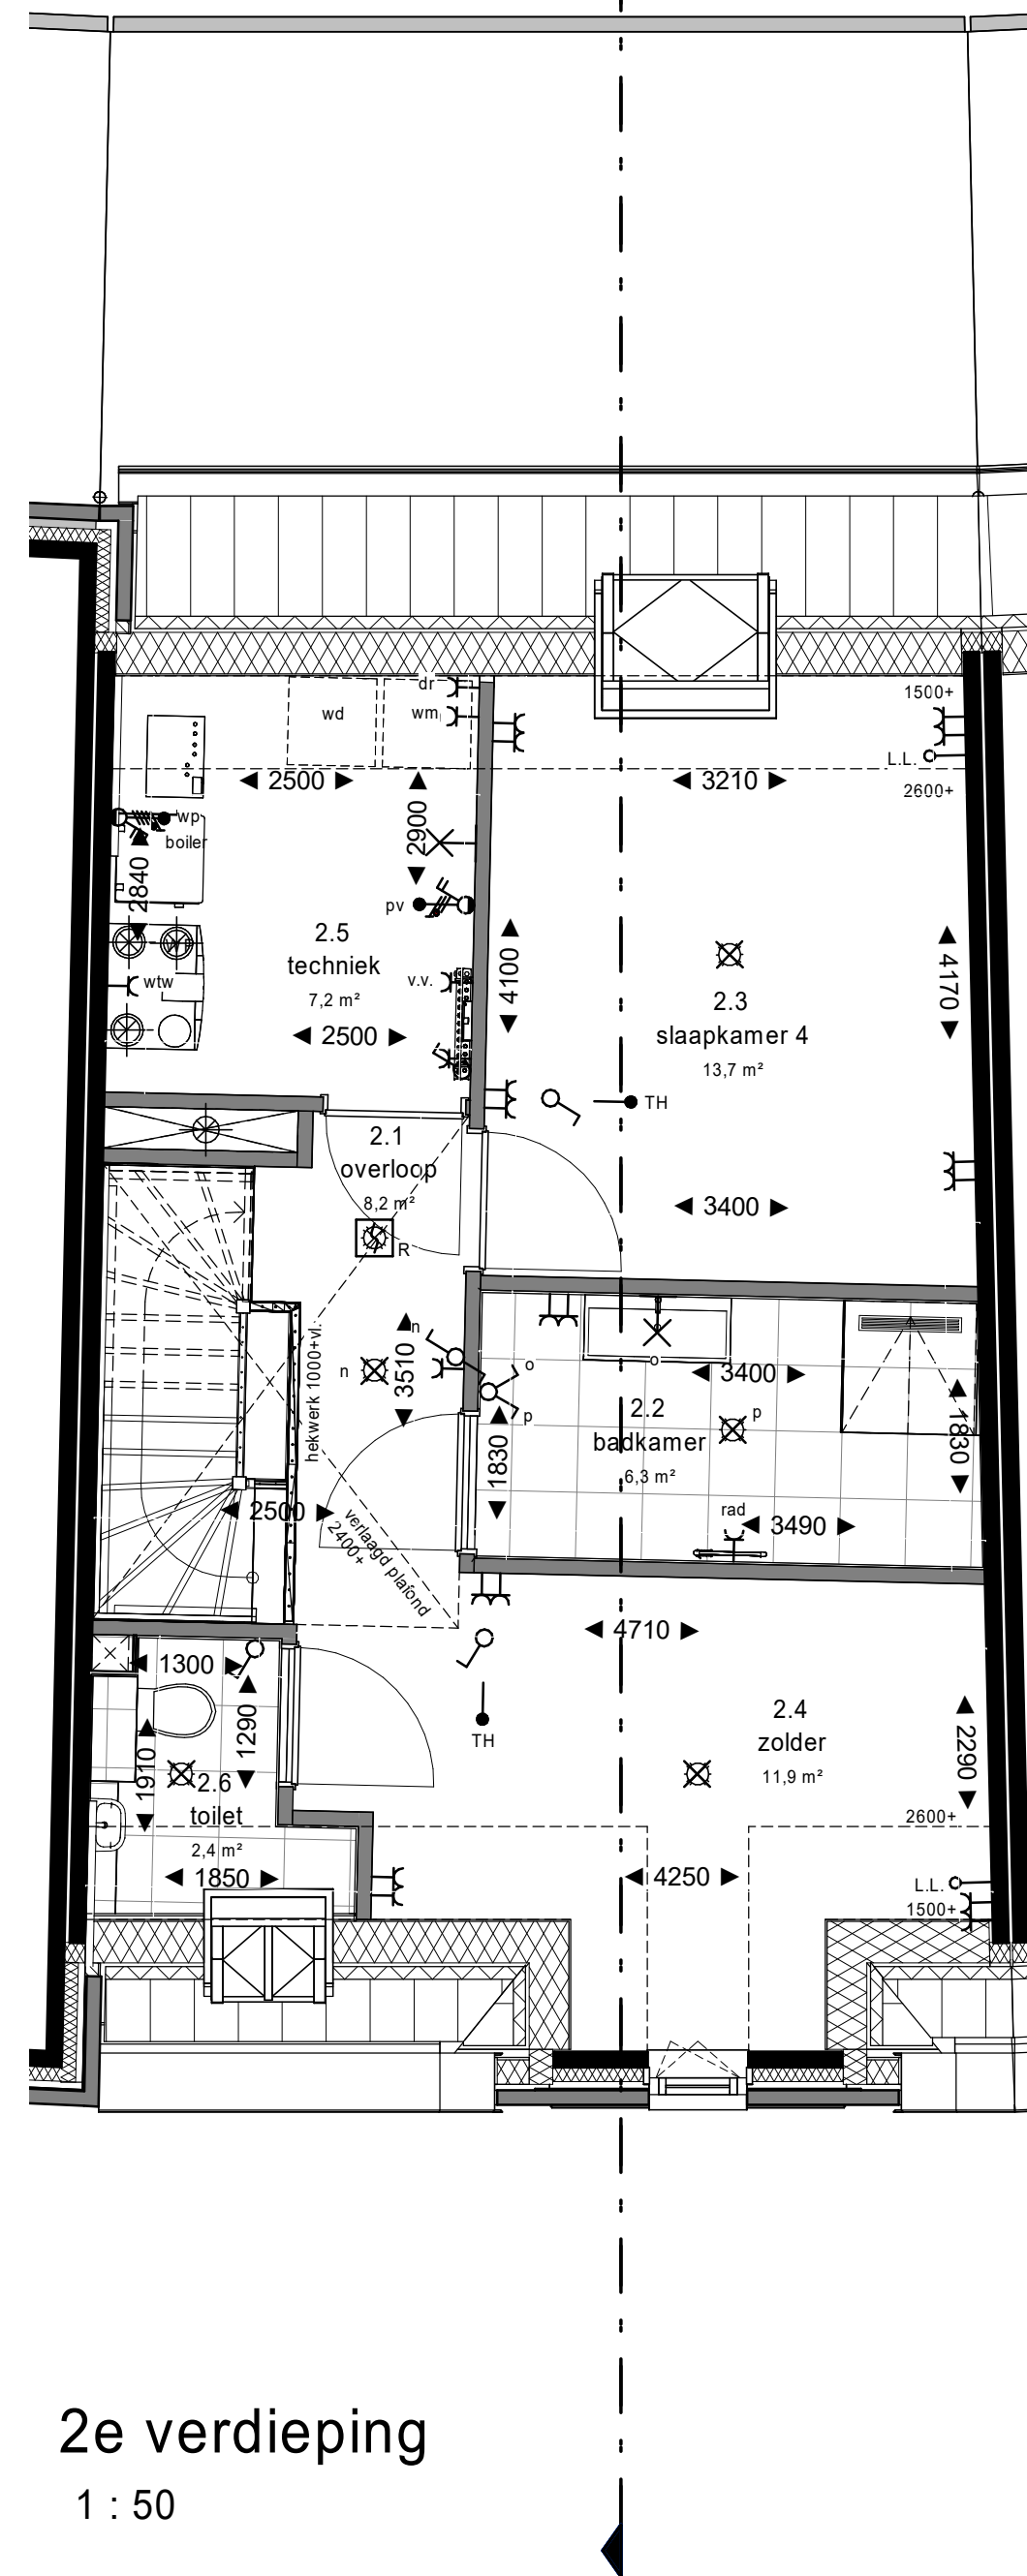 dr
wd
wm
1500+
L.L.
2600+
2500
3210
2900
wp
boiler
2840
pv
2.5
techniek
7,2 m²
wtw
v.v.
2500
4100
4170
2.3
slaapkamer 4
13,7 m²
TH
2.1
overloop
8,2 m²
R
3400
n
n
3510
hekwerk 1000+vl.
o
o
p
3400
2.2
badkamer
6,3 m²
p
1830
1830
rad
3490
2500
verlaagd plafond
2400+
4710
1300
1290
1910
2.6
toilet
2,4 m²
1850
TH
2.4
zolder
11,9 m²
2290
2600+
4250
L.L.
1500+
2e verdieping
1 : 50